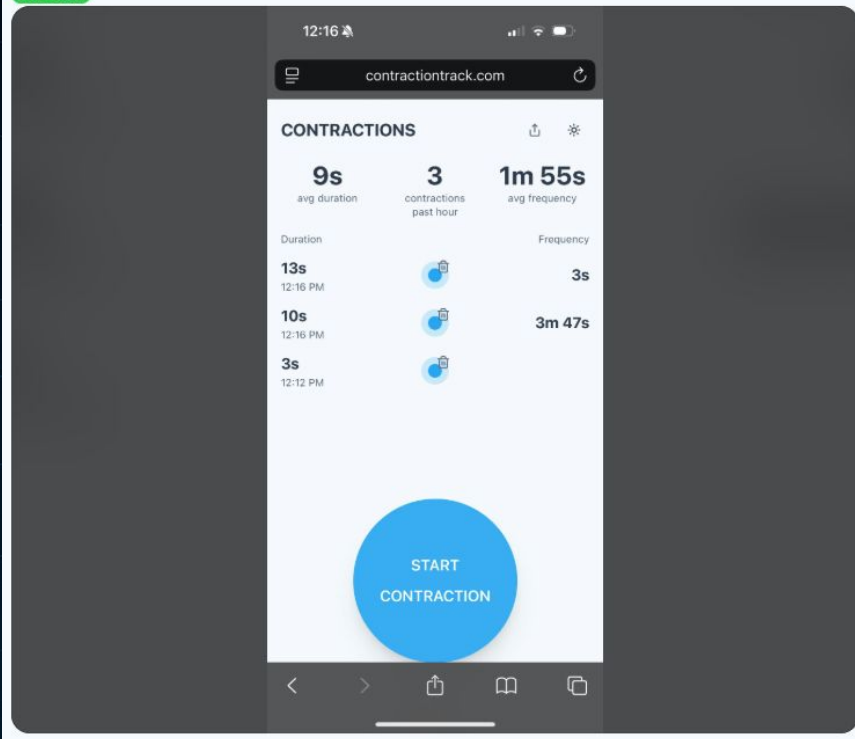 12:16
contractiontrack.com
CONTRACTIONS
9s 3 1m 55s
avg duration contractions avg frequency
past hour
Duration Frequency
13s 3s
12:16 PM
10s 3m 47s
12:16 PM
3s
12:12 PM
START
CONTRACTION